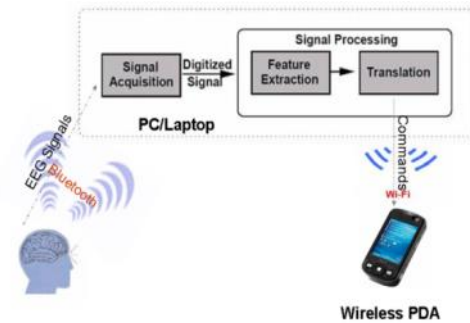 Signal Processing
Signal
Acquisition
Digitized
Signal
Feature
Extraction
Translation
PC/Laptop
EEG Signals
Bluetooth
Commands
Wi-Fi
Wireless PDA